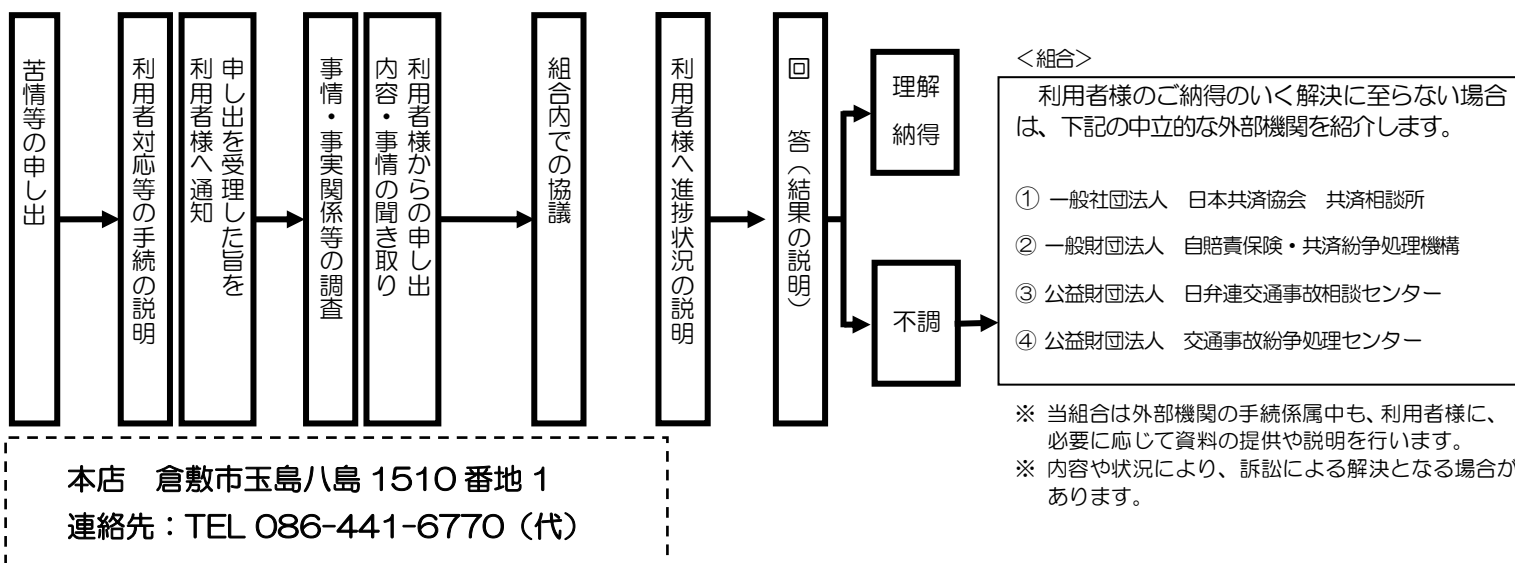 苦情等の申し出
利用者対応等の手続の説明
申し出を受理した旨を
利用者様へ通知
事情・事実関係等の調査
利用者様からの申し出
内容・事情の聞き取り
組合内での協議
利用者様へ進捗状況の説明
回　答（結果の説明）
理解
納得
不調
＜組合＞
利用者様のご納得のいく解決に至らない場合
は、下記の中立的な外部機関を紹介します。
① 一般社団法人　日本共済協会　共済相談所
② 一般財団法人　自賠責保険・共済紛争処理機構
③ 公益財団法人　日弁連交通事故相談センター
④ 公益財団法人　交通事故紛争処理センター
※ 当組合は外部機関の手続係属中も、利用者様に、
必要に応じて資料の提供や説明を行います。
※ 内容や状況により、訴訟による解決となる場合が
あります。
本店　倉敷市玉島八島 1510 番地 1
連絡先：TEL 086-441-6770（代）